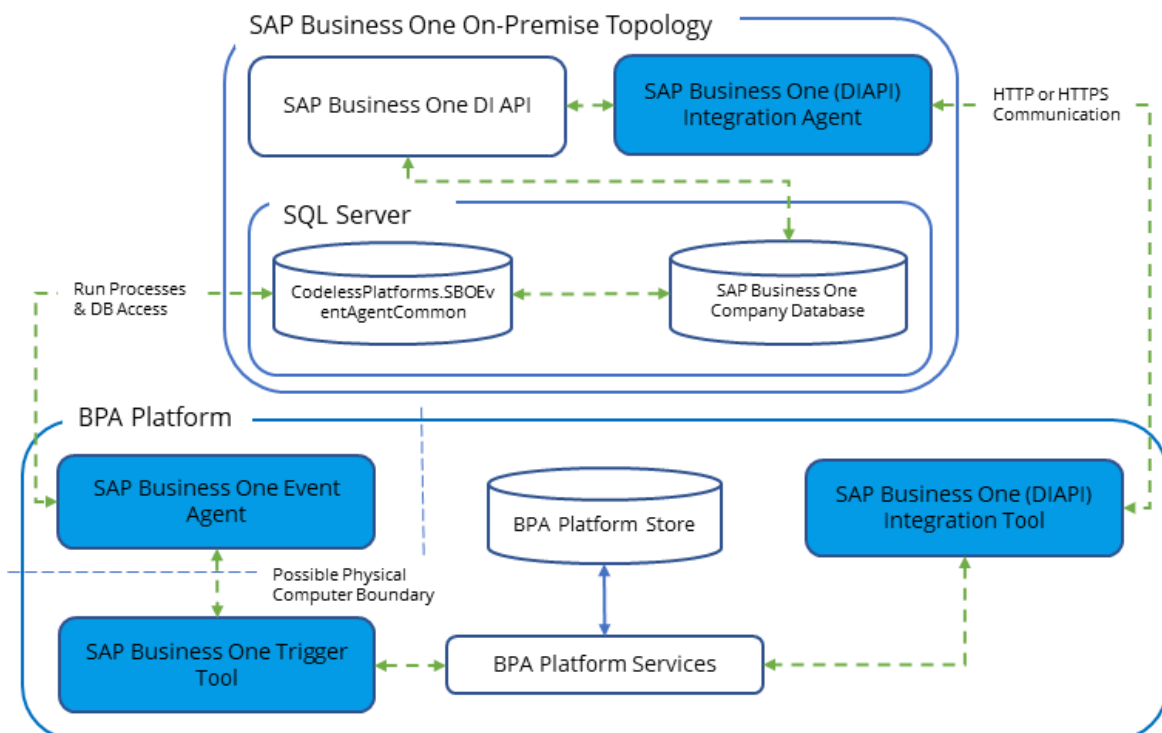 SAP Business One On-Premise Topology
SAP Business One DI API
SAP Business One (DIAPI)
Integration Agent
HTTP or HTTPS
Communication
SQL Server
CodelessPlatforms.SBOEv
entAgentCommon
SAP Business One
Company Database
Run Processes
& DB Access
BPA Platform
SAP Business One Event
Agent
BPA Platform Store
SAP Business One (DIAPI)
Integration Tool
Possible Physical
Computer Boundary
SAP Business One Trigger
Tool
BPA Platform Services